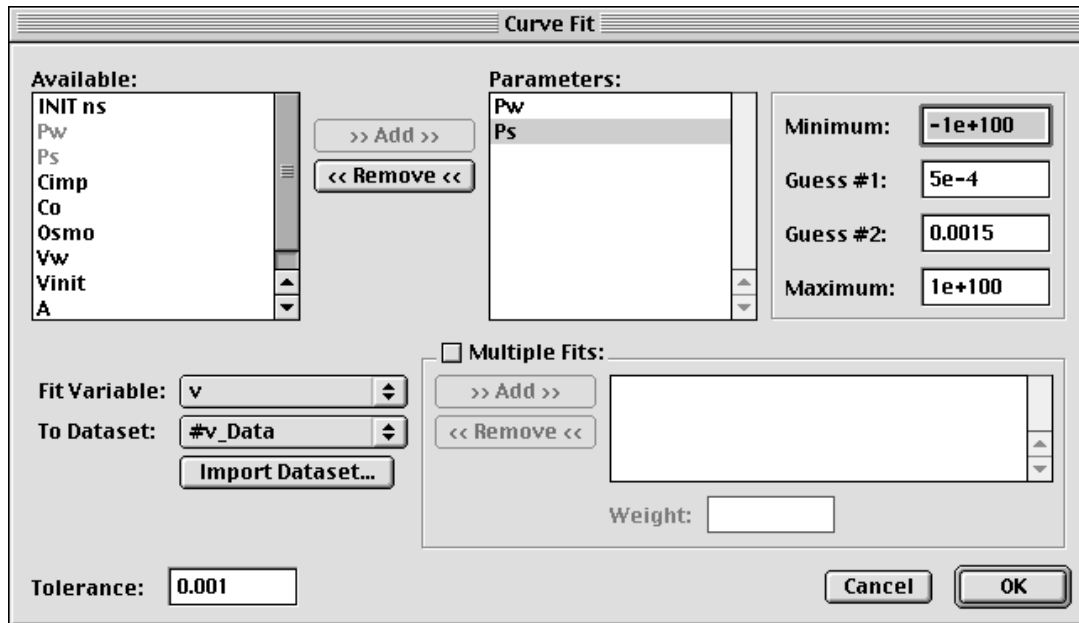 Curve Fit
Available:
INIT ns
Pw
Ps
Cimp
Co
Osmo
Vw
Vinit
A
>> Add >>
<< Remove <<
Parameters:
Pw
Ps
Minimum: -1e+100
Guess #1: 5e-4
Guess #2: 0.0015
Maximum: 1e+100
Fit Variable: v
To Dataset: #v_Data
Import Dataset...
Multiple Fits:
>> Add >>
<< Remove <<
Weight:
Tolerance: 0.001
Cancel
OK